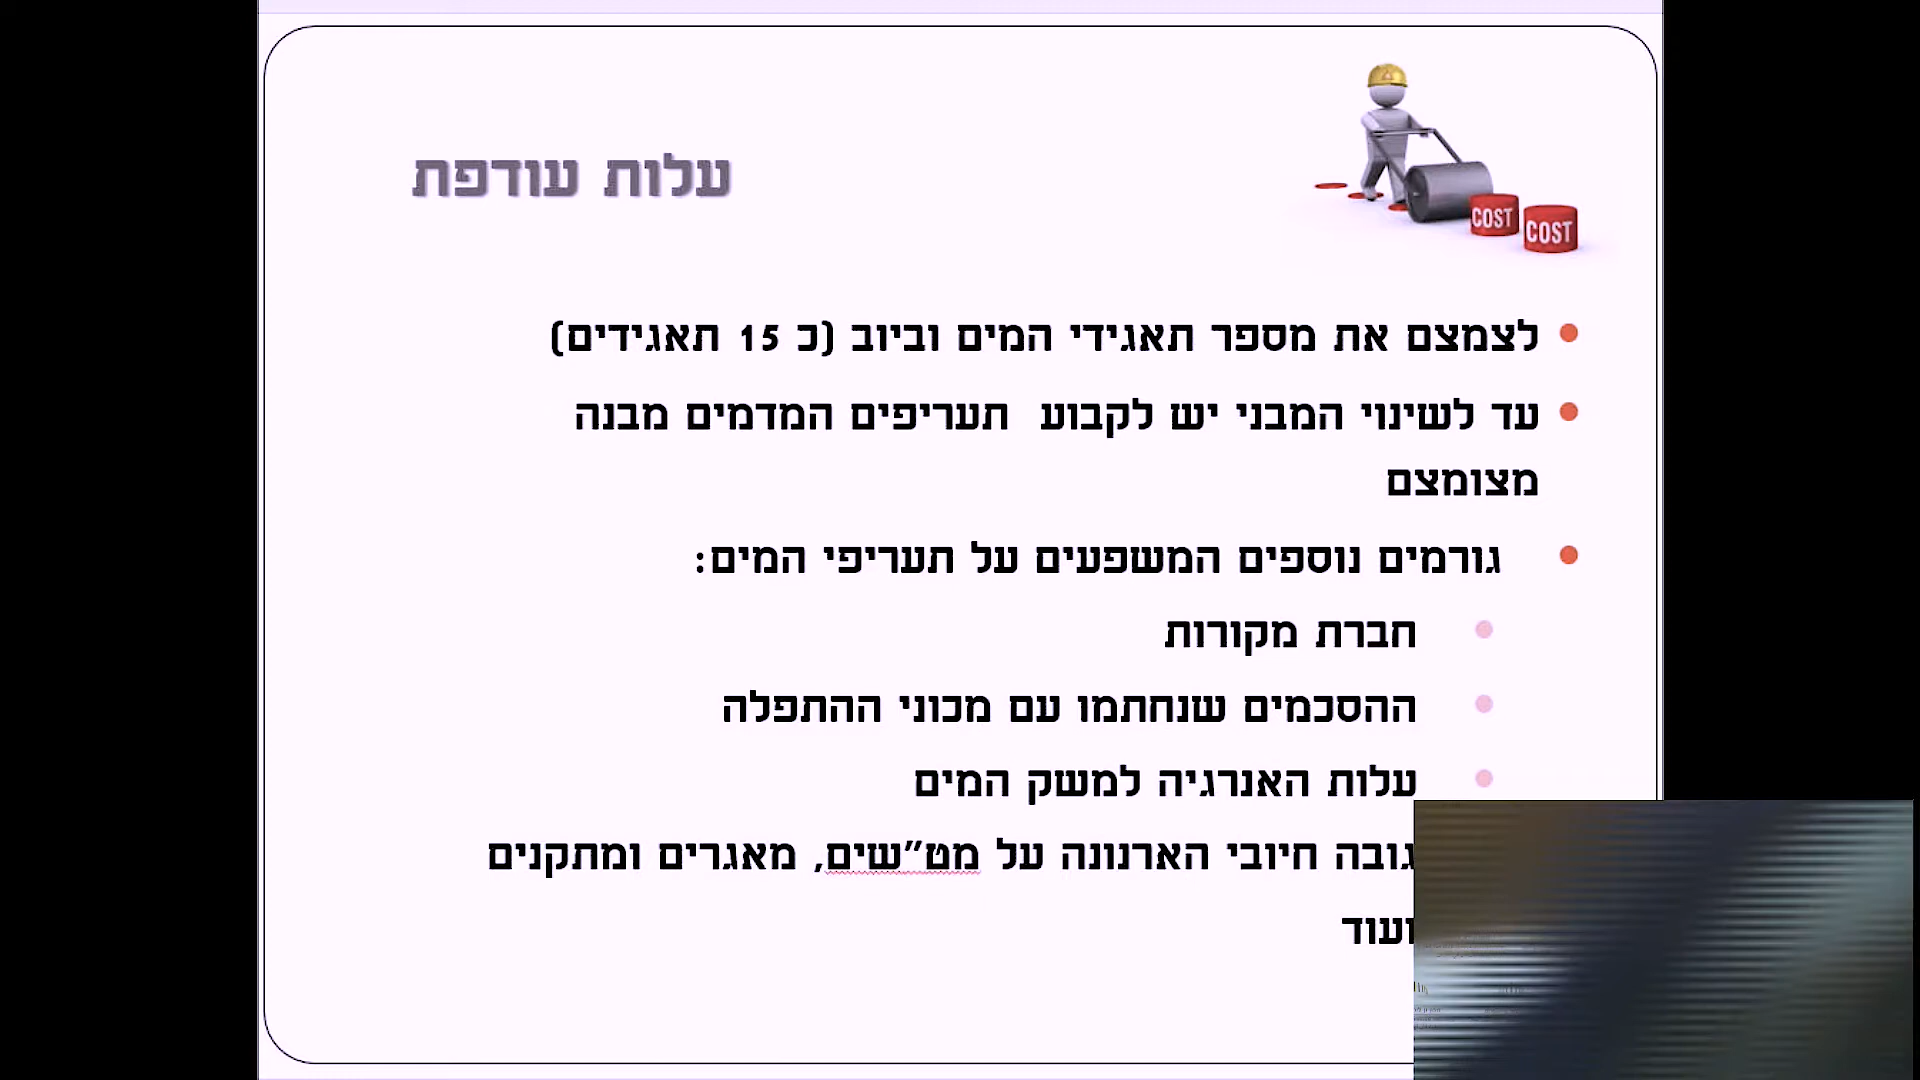 עלות עודפת
COST
COST
לצמצם את מספר תאגידי המים וביוב (כ 15 תאגידים)
עד לשינוי המבני יש לקבוע תעריפים המדמים מבנה
מצומצם
גורמים נוספים המשפעים על תעריפי המים:
חברת מקורות
ההסכמים שנחתמו עם מכוני ההתפלה
עלות האנרגיה למשק המים
גובה חיובי הארנונה על מט"שים, מאגרים ומתקנים
ועוד